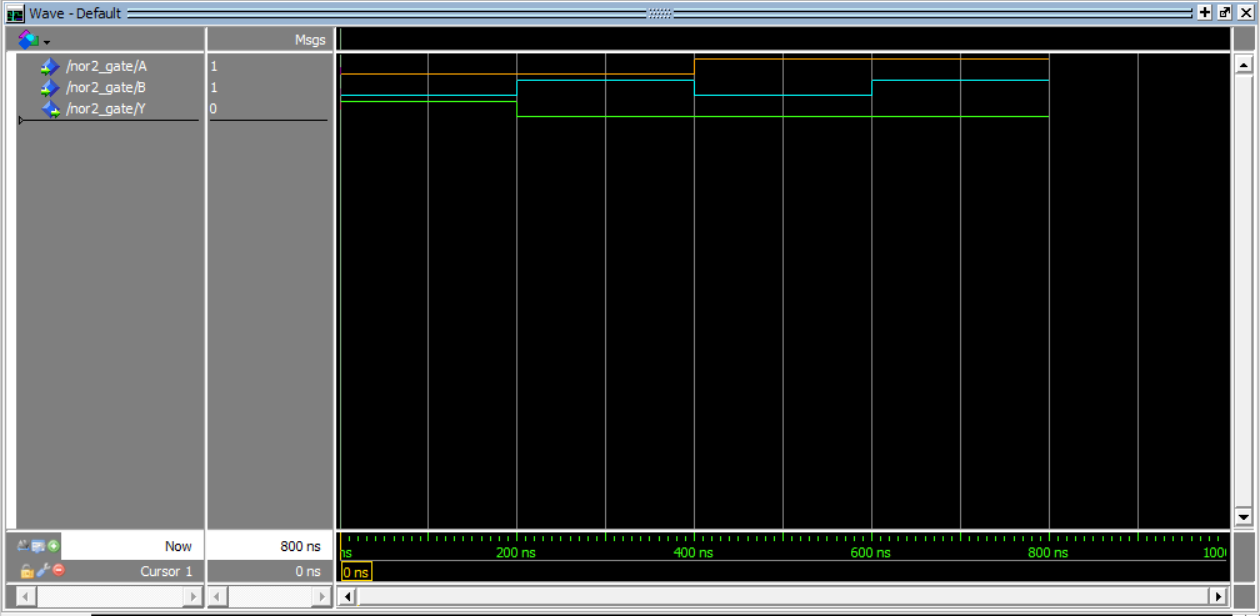 Wave - Default
Msgs
/nor2_gate/A 1
/nor2_gate/B 1
/nor2_gate/Y 0
Now 800 ns
ns 200 ns 400 ns 600 ns 800 ns 100
Cursor 1 0 ns 0 ns